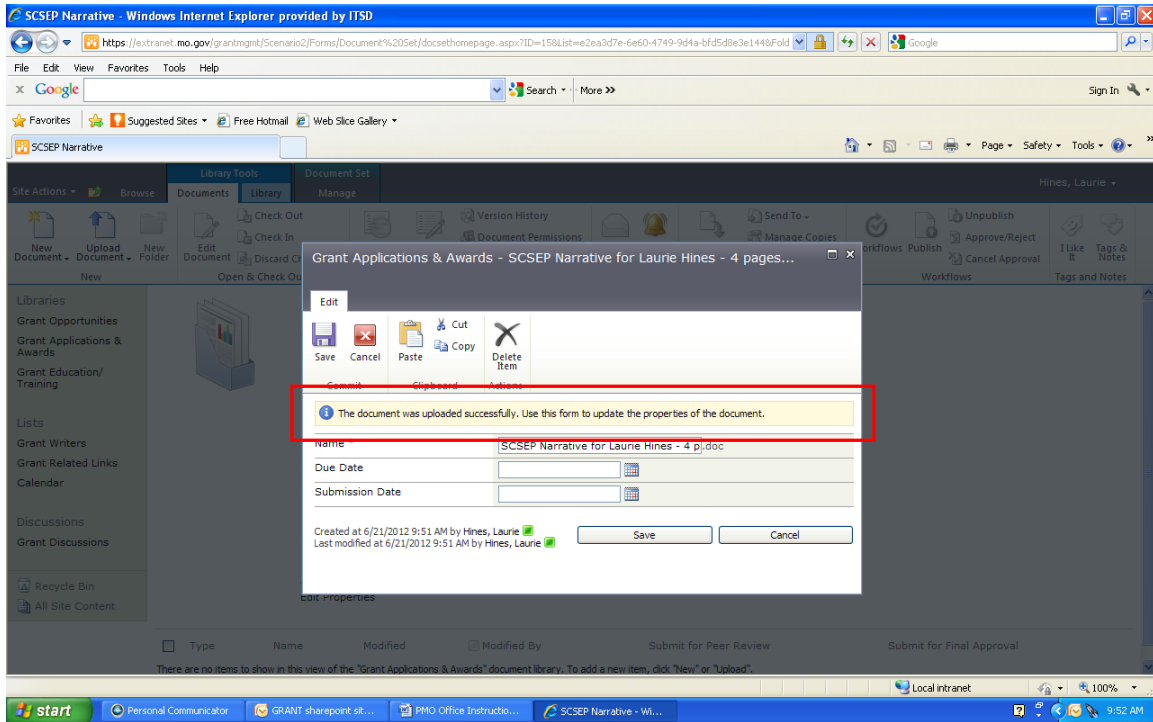 SCSEP Narrative - Windows Internet Explorer provided by ITSD
https://extranet.mo.gov/grantmgmt/Scenario2/Forms/Document%20Set/docsethomepage.aspx?ID=15&List=e2ea3d7e-6e60-4749-9d4a-bfd5d8e3e144&Fold
Google
File Edit View Favorites Tools Help
x Google Search More >> Sign In
Favorites Suggested Sites Free Hotmail Web Slice Gallery
SCSEP Narrative Page Safety Tools
Library Tools Document Set
Site Actions Browse Documents Library Manage Hines, Laurie
New Document Upload Document New Folder
New
Edit Document Check Out Check In Discard Ch
Open & Check Ou
Version History
Document Permissions
Send To
Manage Copies
orkflows Publish Unpublish
Approve/Reject
Cancel Approval
Workflows
I Like It Tags & Notes
Tags and Notes
Libraries
Grant Opportunities
Grant Applications & Awards
Grant Education/ Training
Lists
Grant Writers
Grant Related Links
Calendar
Discussions
Grant Discussions
Recycle Bin
All Site Content
Grant Applications & Awards - SCSEP Narrative for Laurie Hines - 4 pages...
Edit
Save Cancel Paste Cut Copy Delete Item
Commit Clipboard Actions
The document was uploaded successfully. Use this form to update the properties of the document.
Name SCSEP Narrative for Laurie Hines - 4 p .doc
Due Date
Submission Date
Created at 6/21/2012 9:51 AM by Hines, Laurie
Last modified at 6/21/2012 9:51 AM by Hines, Laurie
Save Cancel
Edit Properties
Type Name Modified Modified By Submit for Peer Review Submit for Final Approval
There are no items to show in this view of the "Grant Applications & Awards" document library. To add a new item, click "New" or "Upload".
Local intranet 100%
start Personal Communicator GRANT sharepoint sit... PMO Office Instructio... SCSEP Narrative - Wi... 9:52 AM